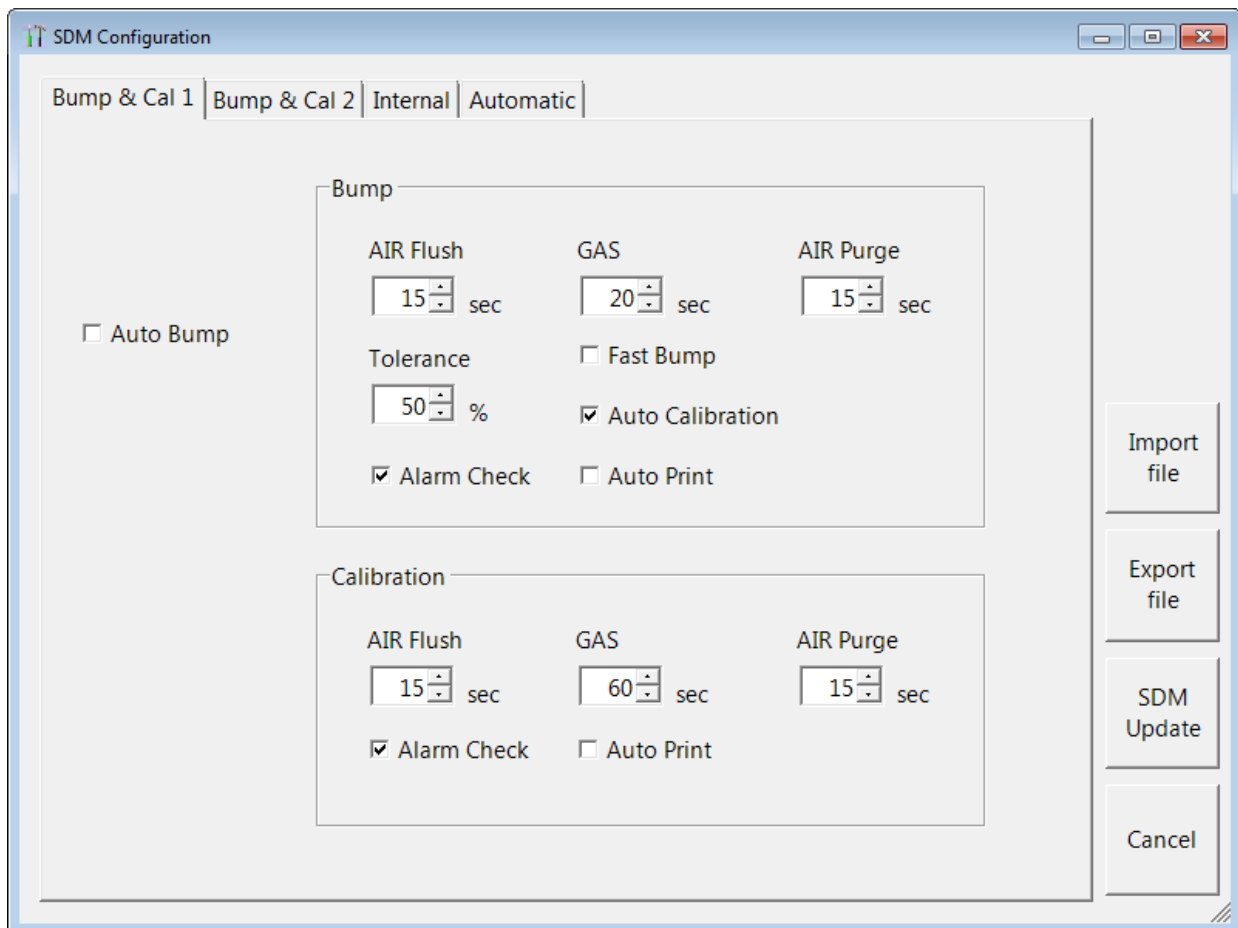 SDM Configuration
Bump & Cal 1 Bump & Cal 2 Internal Automatic
Auto Bump
Bump
AIR Flush GAS AIR Purge
15 sec 20 sec 15 sec
Tolerance Fast Bump
50 % Auto Calibration
Alarm Check Auto Print
Calibration
AIR Flush GAS AIR Purge
15 sec 60 sec 15 sec
Alarm Check Auto Print
Import
file
Export
file
SDM
Update
Cancel